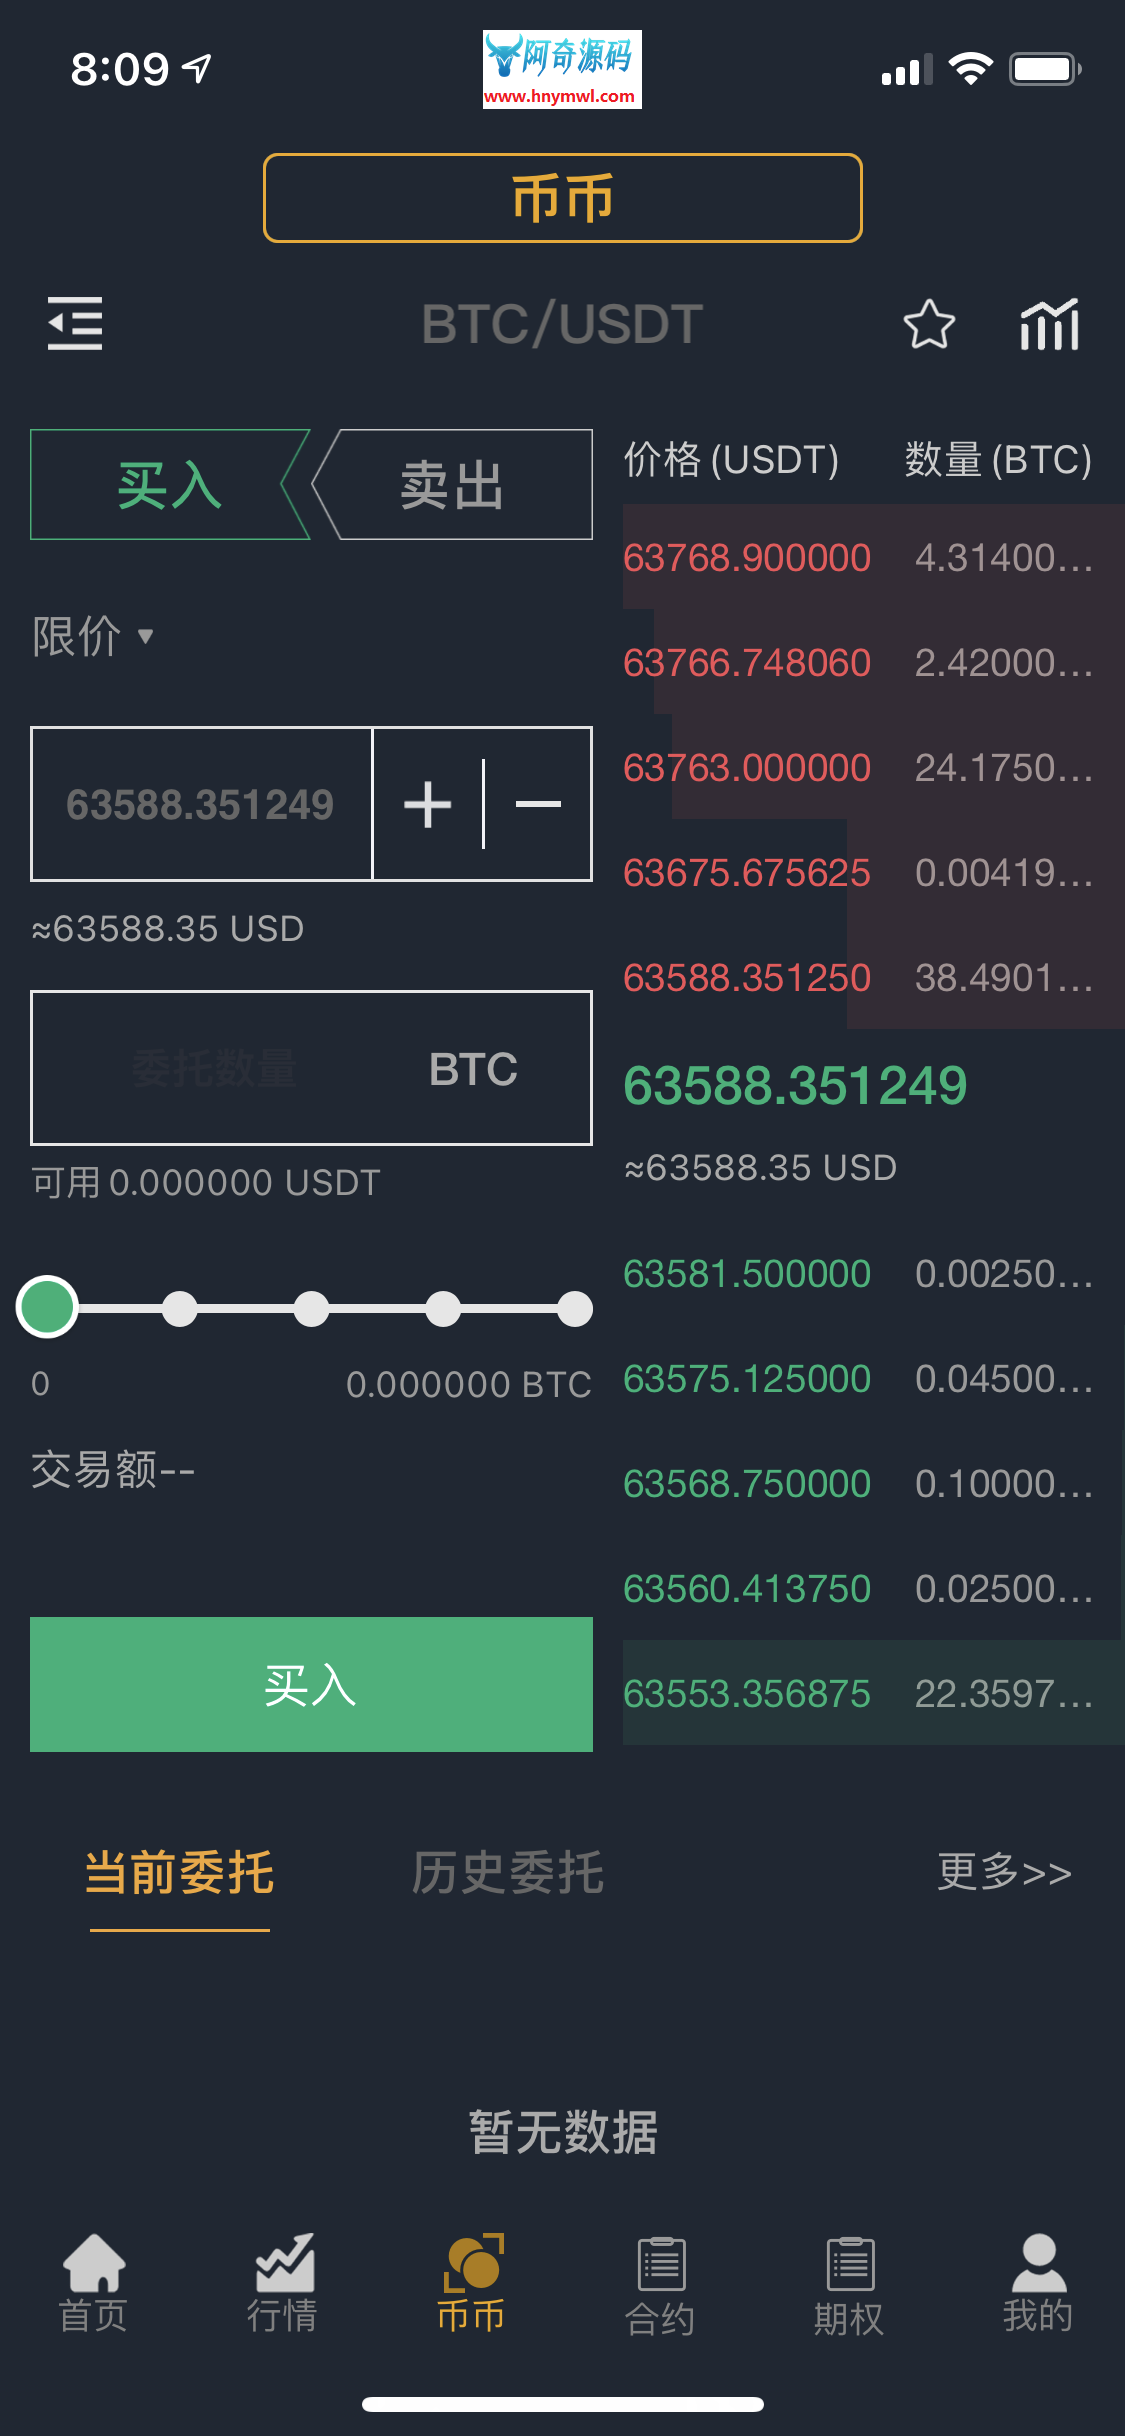 8:09
阿奇源码
www.hnymwl.com
币币
BTC/USDT
买入
卖出
限价
63588.351249
≈63588.35 USD
委托数量
BTC
可用 0.000000 USDT
0
0.000000 BTC
交易额--
买入
价格 (USDT) 数量 (BTC)
63768.900000 4.31400...
63766.748060 2.42000...
63763.000000 24.1750...
63675.675625 0.00419...
63588.351250 38.4901...
63588.351249
≈63588.35 USD
63581.500000 0.00250...
63575.125000 0.04500...
63568.750000 0.10000...
63560.413750 0.02500...
63553.356875 22.3597...
当前委托 历史委托 更多>>
暂无数据
首页 行情 币币 合约 期权 我的